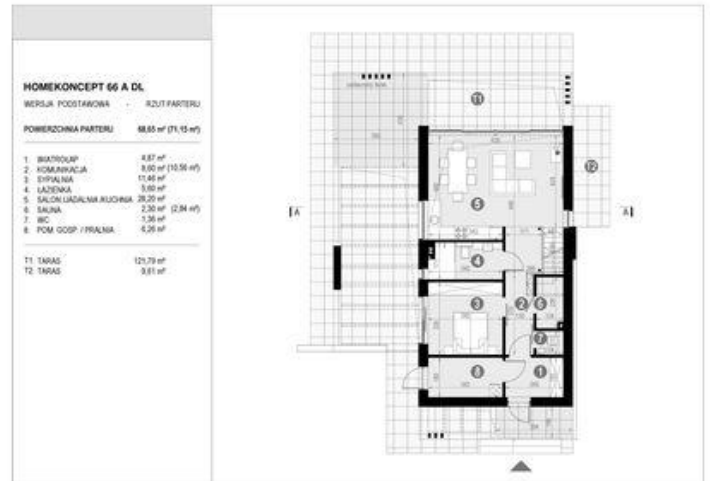 HOMEKONCEPT 66 A DL
WERSJA PODSTAWOWA - RZUT PARTERU
POWIERZCHNIA PARTERU 68,65 m² (71,15 m²)
1. WIATROŁAP 4,87 m²
2. KOMUNIKACJA 8,60 m² (10,56 m²)
3. SYPIALNIA 11,46 m²
4. ŁAZIENKA 5,60 m²
5. SALON/JADALNIA/KUCHNIA 28,20 m²
6. SAUNA 2,30 m² (2,84 m²)
7. WC 1,36 m²
8. POM. GOSP. / PRALNIA 6,26 m²
T1. TARAS 121,79 m²
T2. TARAS 9,61 m²
T1
T2
A A
5
4
3 2 6
7
8 1